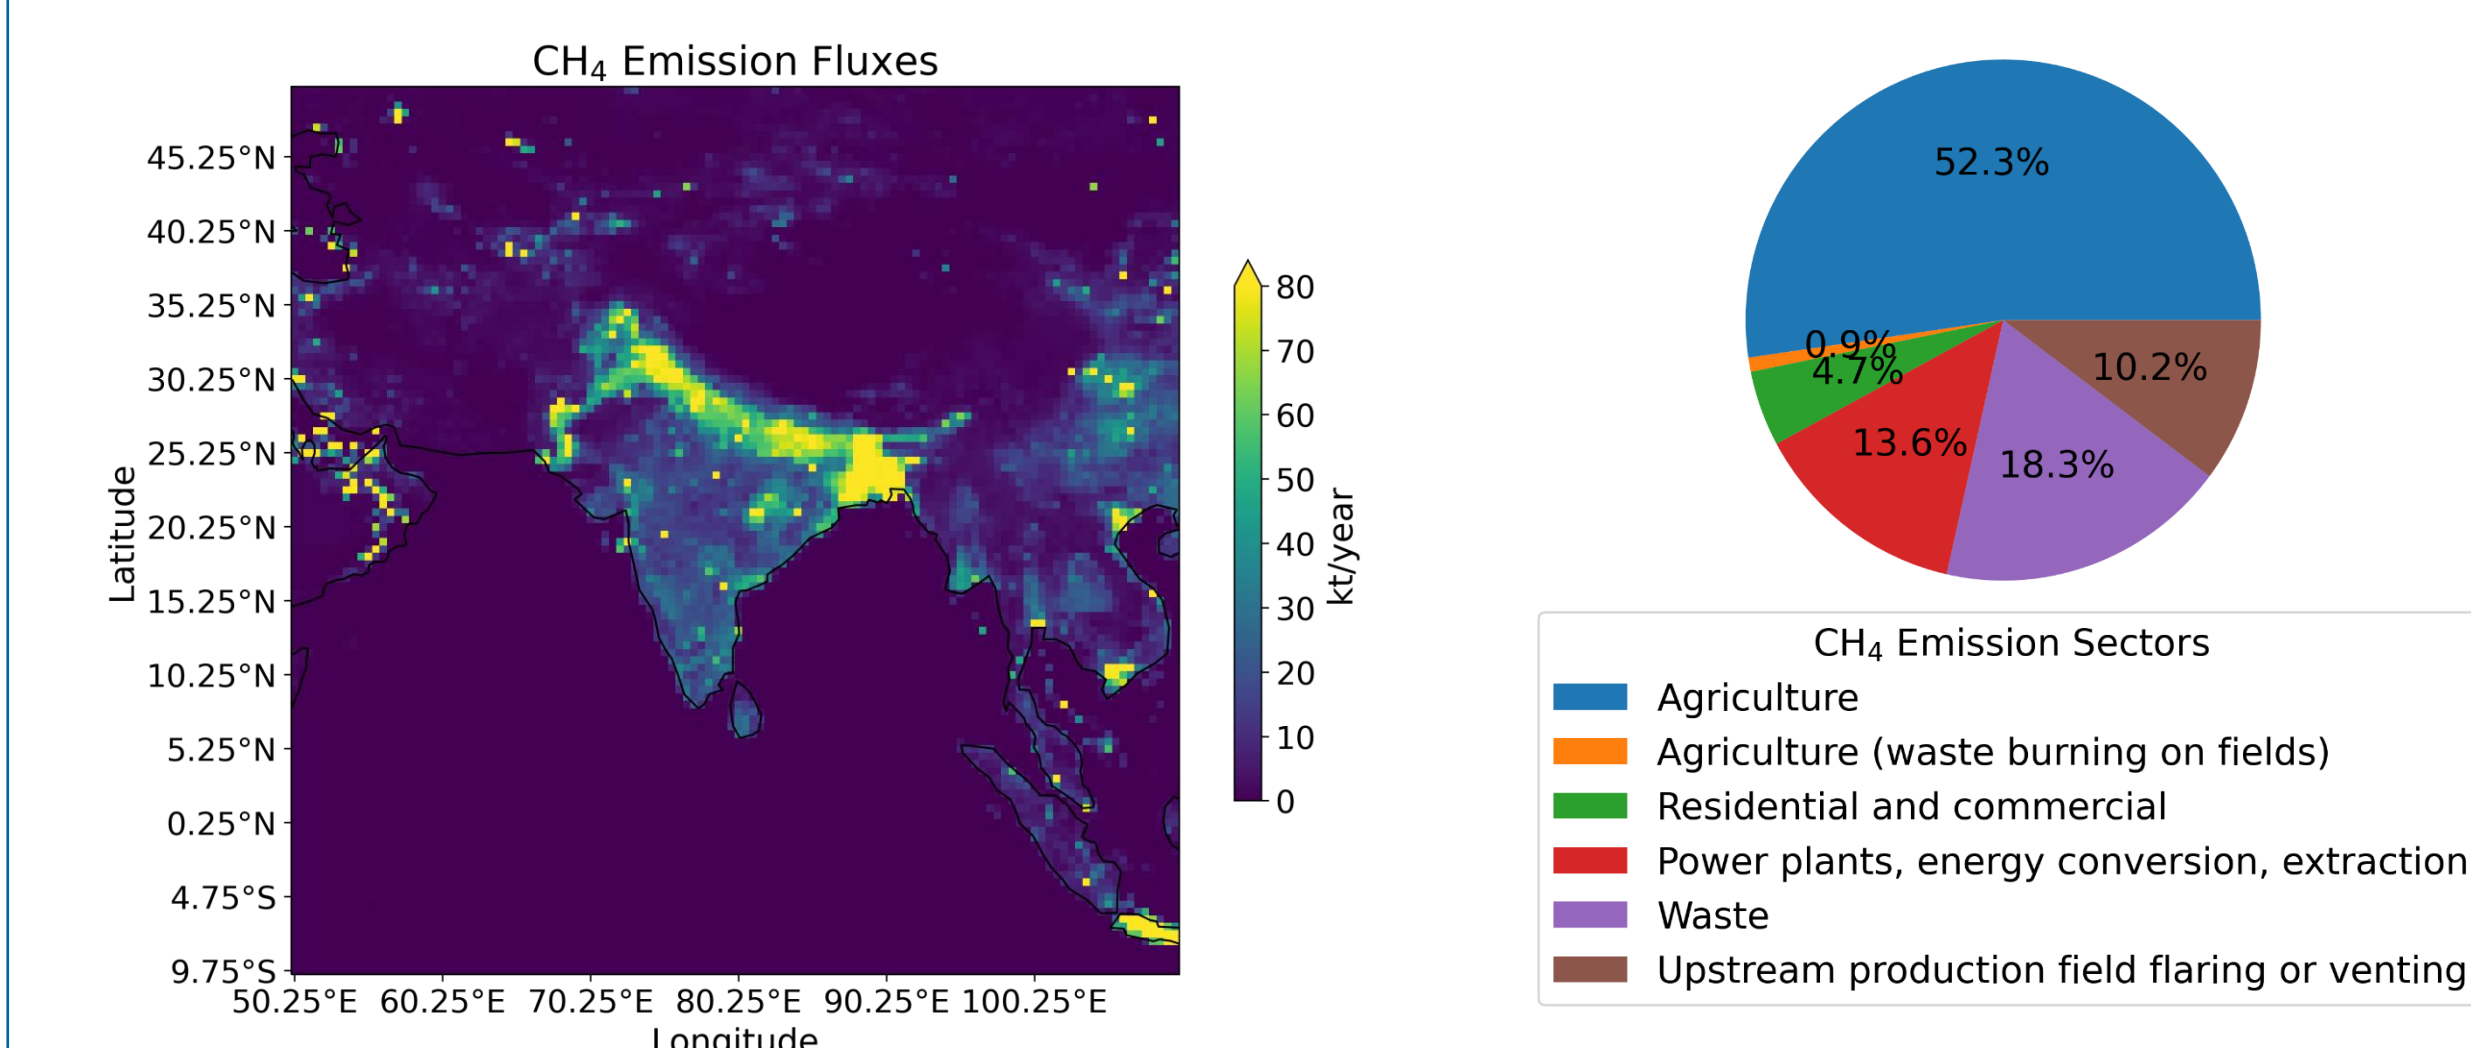 CH₄ Emission Fluxes
45.25°N
40.25°N
35.25°N
30.25°N
25.25°N
20.25°N
15.25°N
10.25°N
5.25°N
0.25°N
4.75°S
9.75°S
Latitude
50.25°E 60.25°E 70.25°E 80.25°E 90.25°E 100.25°E
Longitude
80
70
60
50
40
30
20
10
0
kt/year
52.3%
0.9%
4.7%
13.6%
18.3%
10.2%
CH₄ Emission Sectors
Agriculture
Agriculture (waste burning on fields)
Residential and commercial
Power plants, energy conversion, extraction
Waste
Upstream production field flaring or venting